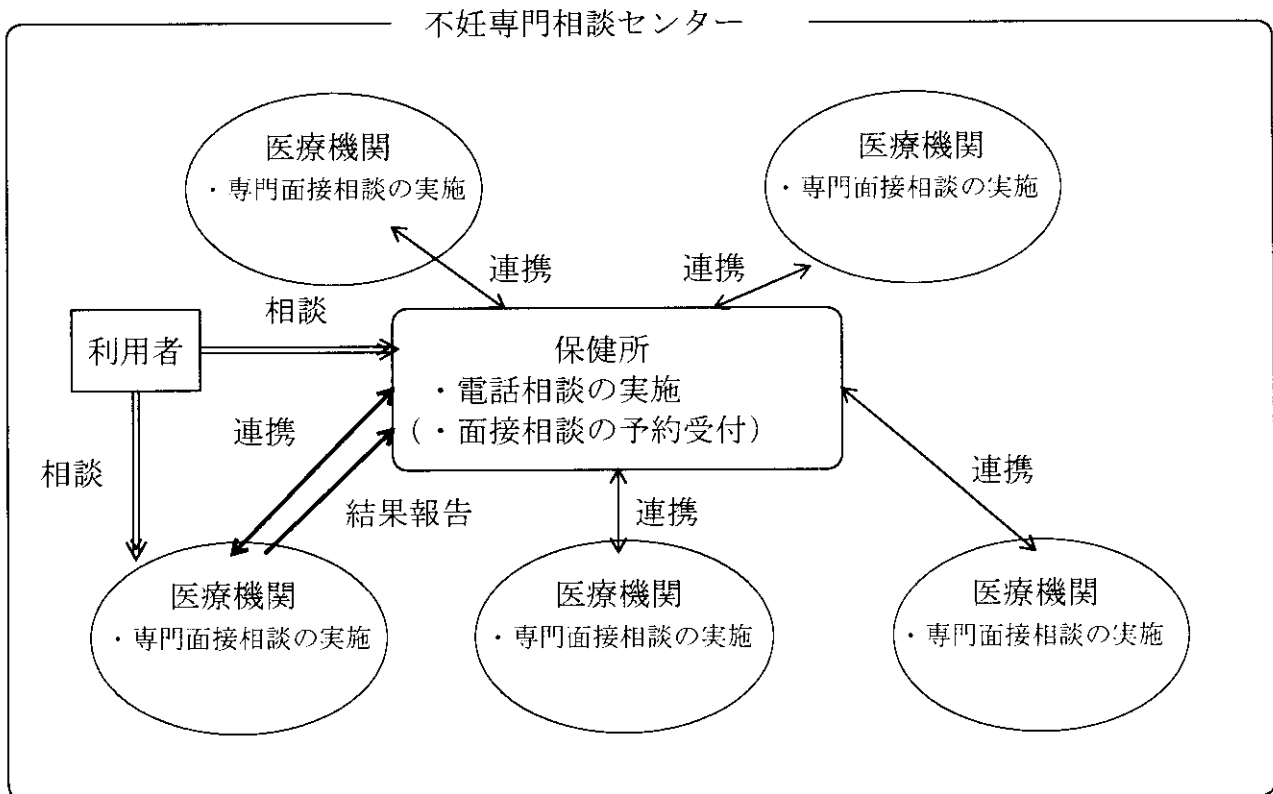 不妊専門相談センター
医療機関
・専門面接相談の実施
医療機関
・専門面接相談の実施
連携
連携
相談
利用者
保健所
・電話相談の実施
（・面接相談の予約受付）
連携
相談
結果報告
連携
連携
医療機関
・専門面接相談の実施
医療機関
・専門面接相談の実施
医療機関
・専門面接相談の実施